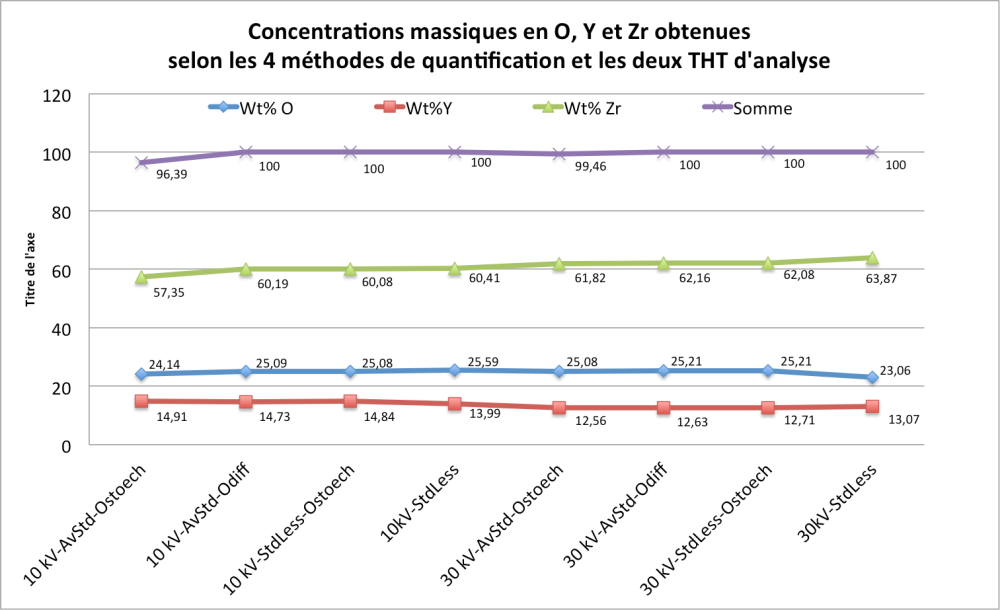 Concentrations massiques en O, Y et Zr obtenues
selon les 4 méthodes de quantification et les deux THT d'analyse
120
Wt% O
Wt%Y
Wt% Zr
Somme
100
96,39
100
100
100
99,46
100
100
100
80
Titre de l'axe
60
57,35
60,19
60,08
60,41
61,82
62,16
62,08
63,87
40
24,14
25,09
25,08
25,59
25,08
25,21
25,21
23,06
20
14,91
14,73
14,84
13,99
12,56
12,63
12,71
13,07
0
10 kV-AvStd-Ostoech
10 kV-AvStd-Odiff
10 kV-StdLess-Ostoech
10kV-StdLess
30 kV-AvStd-Ostoech
30 kV-AvStd-Odiff
30 kV-StdLess-Ostoech
30kV-StdLess